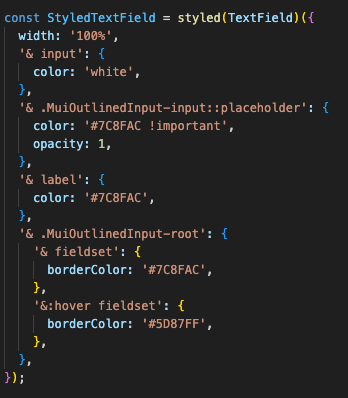 const StyledTextField = styled(TextField)({
  width: '100%',
  '& input': {
    color: 'white',
  },
  '& .MuiOutlinedInput-input::placeholder': {
    color: '#7C8FAC !important',
    opacity: 1,
  },
  '& label': {
    color: '#7C8FAC',
  },
  '& .MuiOutlinedInput-root': {
    '& fieldset': {
      borderColor: '#7C8FAC',
    },
    '&:hover fieldset': {
      borderColor: '#5D87FF',
    },
  },
});